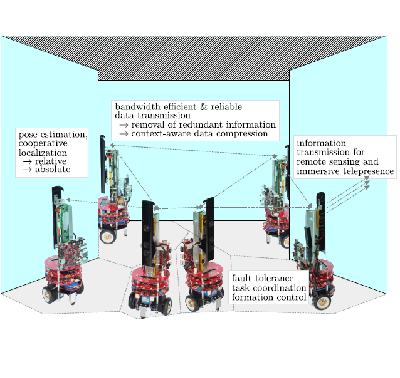 bandwidth efficient & reliable
data transmission
→ removal of redundant information
→ context-aware data compression
pose estimation,
cooperative
localization
→ relative
→ absolute
information
transmission for
remote sensing and
immersive telepresence
fault tolerance
task coordination
formation control